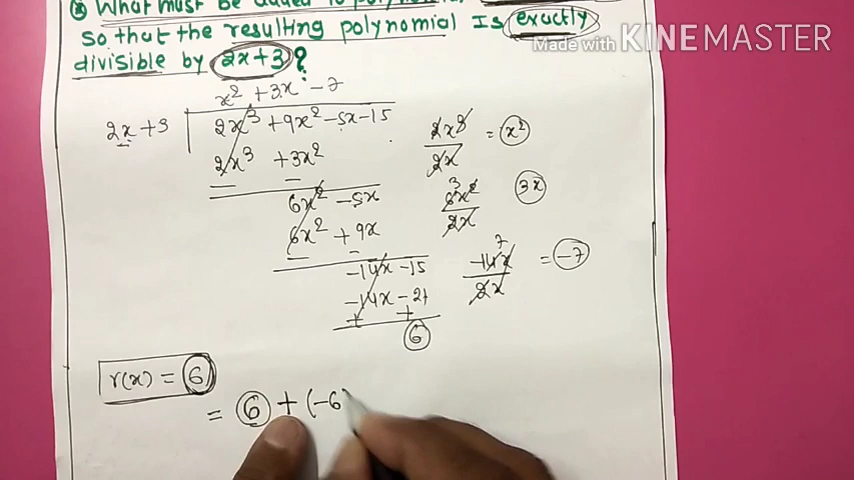 What must be added to polynomial
so that the resulting polynomial Is exactly
divisible by 2x+3?
Made with KINEMASTER
x² + 3x - 7
2x + 3
2x³ + 9x² - 5x - 15
2x³ + 3x²
6x² - 5x
6x² + 9x
-14x - 15
-14x - 21
+ +
6
2x3 / 2x = x²
3
6x² / 2x 3x
7
-14x / 2x = -7
r(x) = 6
= 6 + (-6)